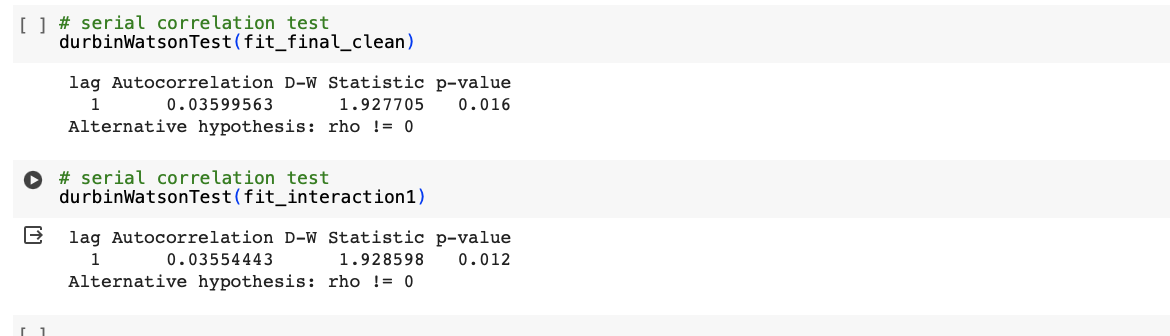 [ ] # serial correlation test
durbinWatsonTest(fit_final_clean)
lag Autocorrelation D-W Statistic p-value
1 0.03599563 1.927705 0.016
Alternative hypothesis: rho != 0
# serial correlation test
durbinWatsonTest(fit_interaction1)
lag Autocorrelation D-W Statistic p-value
1 0.03554443 1.928598 0.012
Alternative hypothesis: rho != 0
[ ]